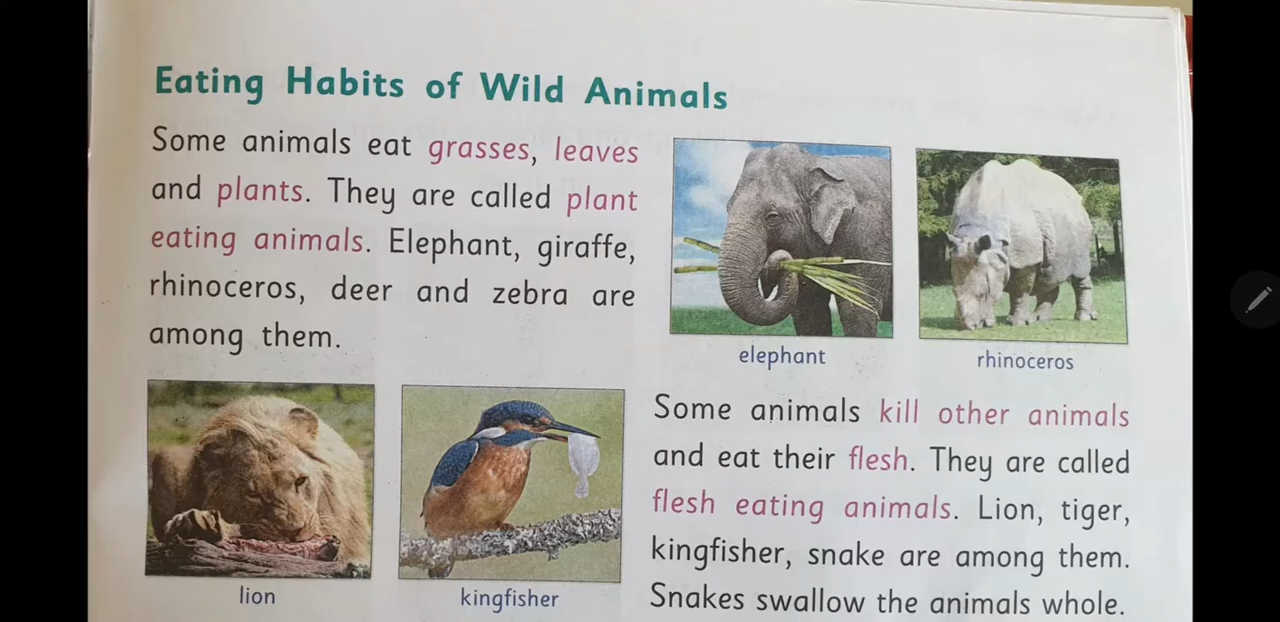 Eating Habits of Wild Animals
Some animals eat grasses, leaves
and plants. They are called plant
eating animals. Elephant, giraffe,
rhinoceros, deer and zebra are
among them.
elephant
rhinoceros
lion
kingfisher
Some animals kill other animals
and eat their flesh. They are called
flesh eating animals. Lion, tiger,
kingfisher, snake are among them.
Snakes swallow the animals whole.